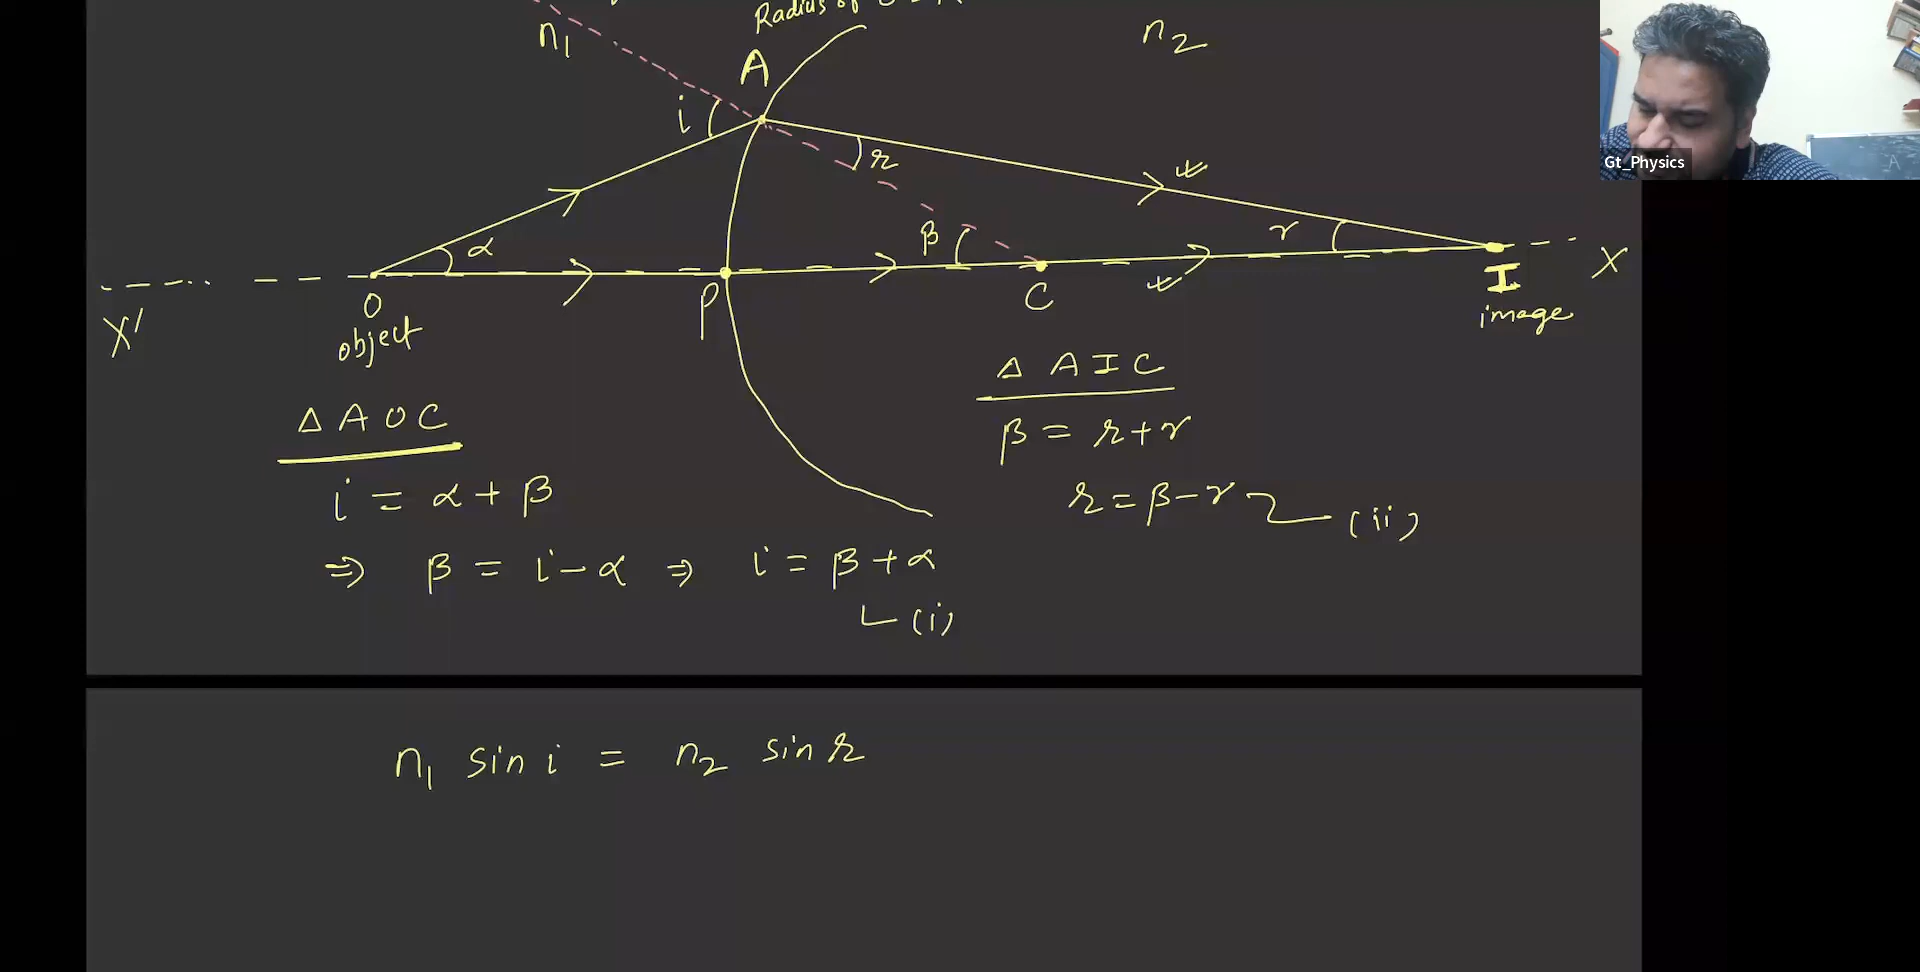 Radius of
n₁
n₂
A
i
r
Gt_Physics
α
β
γ
X'
O
object
P
C
I
image
X
Δ AOC
i = α + β
⇒ β = i - α ⇒ i = β + α
(i)
Δ AIC
β = r + γ
r = β - γ
(ii)
n₁ sin i = n₂ sin r